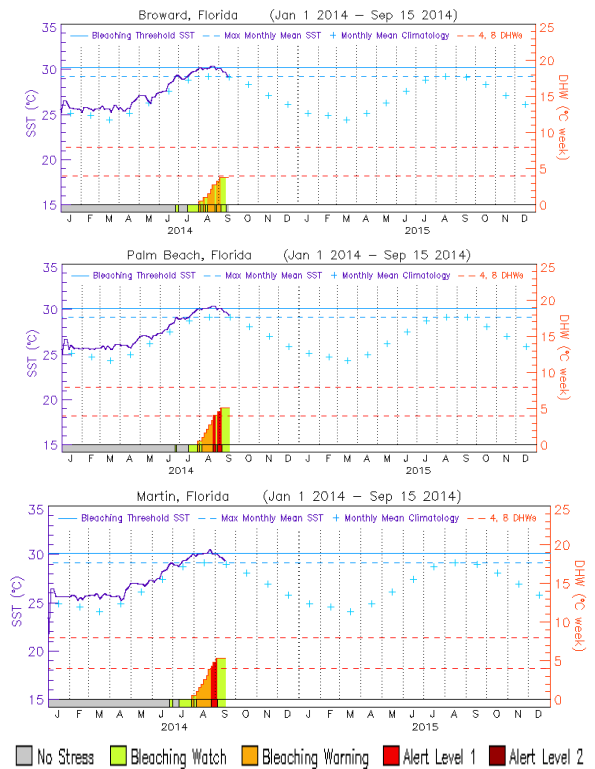 Broward, Florida (Jan 1 2014 – Sep 15 2014)
Bleaching Threshold SST Max Monthly Mean SST + Monthly Mean Climatology 4, 8 DHWs
35 30 25 20 15
SST (°C)
25 20 15 10 5 0
DHW (°C week)
J F M A M J J A S O N D J F M A M J J A S O N D
2014 2015
Palm Beach, Florida (Jan 1 2014 – Sep 15 2014)
Bleaching Threshold SST Max Monthly Mean SST + Monthly Mean Climatology 4, 8 DHWs
35 30 25 20 15
SST (°C)
25 20 15 10 5 0
DHW (°C week)
J F M A M J J A S O N D J F M A M J J A S O N D
2014 2015
Martin, Florida (Jan 1 2014 – Sep 15 2014)
Bleaching Threshold SST Max Monthly Mean SST + Monthly Mean Climatology 4, 8 DHWs
35 30 25 20 15
SST (°C)
25 20 15 10 5 0
DHW (°C week)
J F M A M J J A S O N D J F M A M J J A S O N D
2014 2015
No Stress Bleaching Watch Bleaching Warning Alert Level 1 Alert Level 2